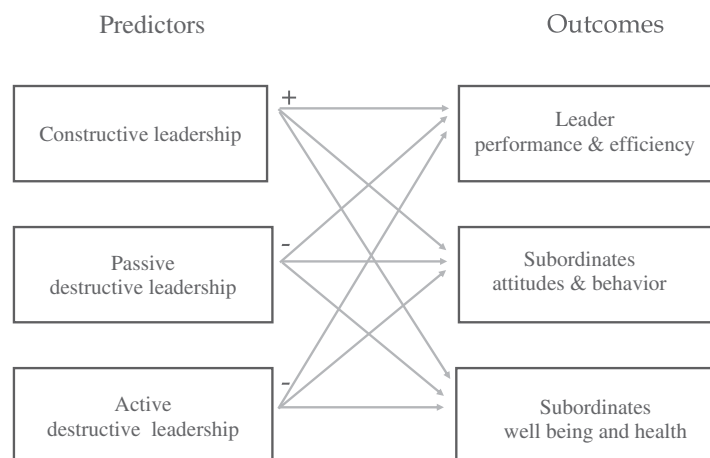 Predictors
Outcomes
+
Constructive leadership
Leader
performance & efficiency
-
Passive
destructive leadership
Subordinates
attitudes & behavior
-
Active
destructive leadership
Subordinates
well being and health